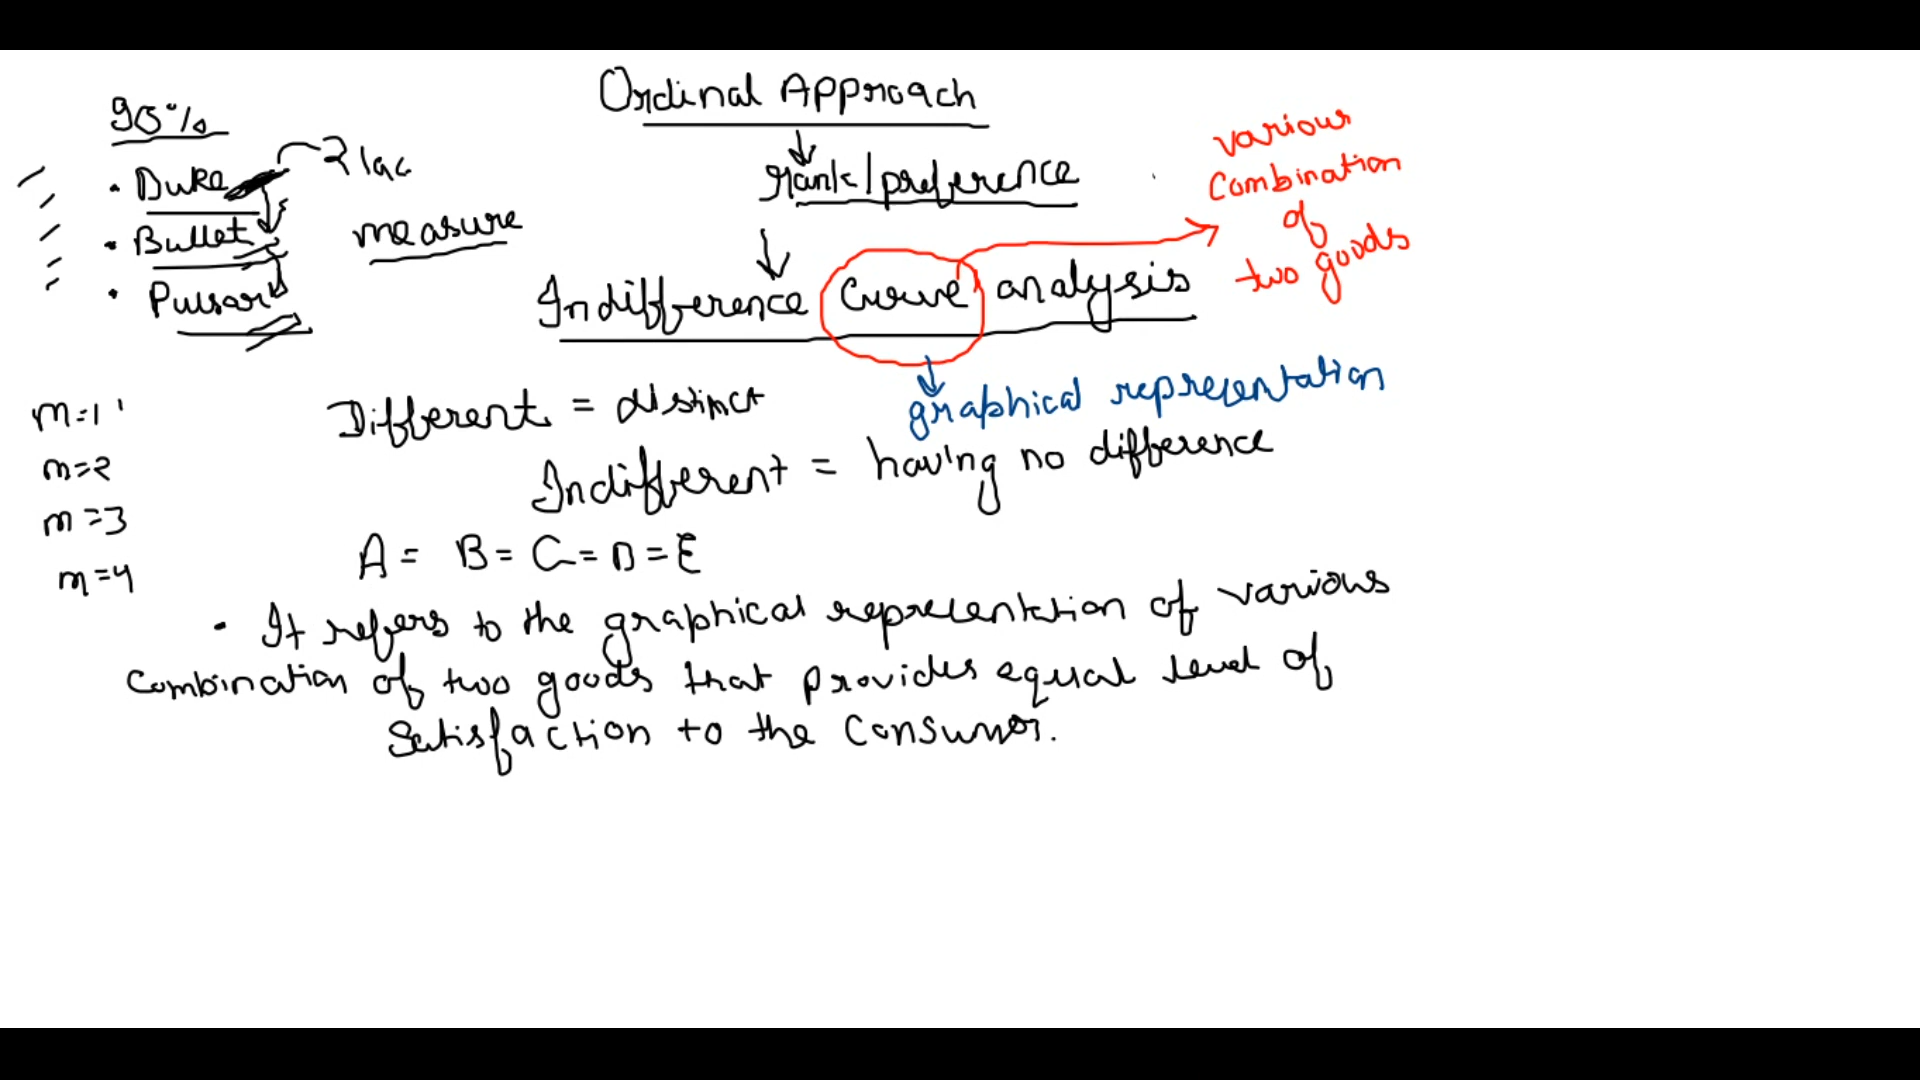 Ordinal Approach
90%
• Duke 2 lac
rank/preference
various
combination
of
two goods
• Bullet
measure
• Pulsar
Indifference Curve analysis
graphical representation
Different = distinct
Indifferent = having no difference
m=1
m=2
m=3
m=4
A = B = C = D = E
• It refers to the graphical representation of various
combination of two goods that provides equal level of
Satisfaction to the Consumer.